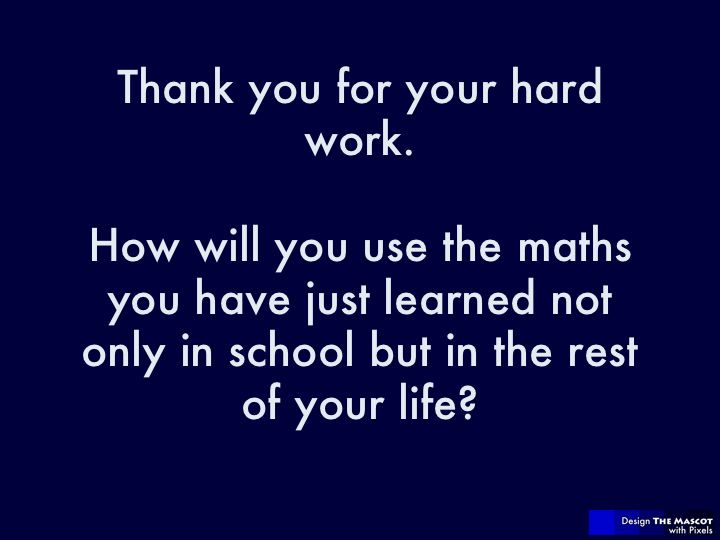 Thank you for your hard
work.
How will you use the maths
you have just learned not
only in school but in the rest
of your life?
Design THE MASCOT
with Pixels